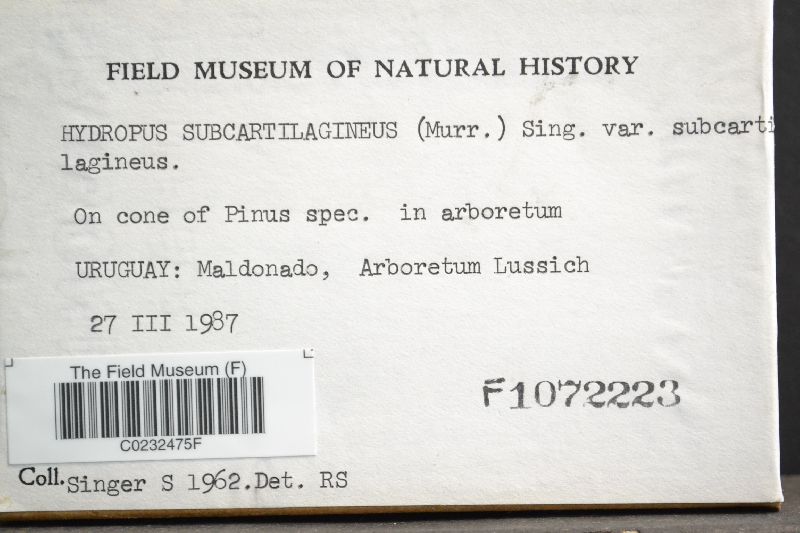 FIELD MUSEUM OF NATURAL HISTORY
HYDROPUS SUBCARTILAGINEUS (Murr.) Sing. var. subcarti
lagineus.
On cone of Pinus spec. in arboretum
URUGUAY: Maldonado, Arboretum Lussich
27 III 1987
The Field Museum (F)
C0232475F
F1072223
Coll. Singer S 1962.Det. RS